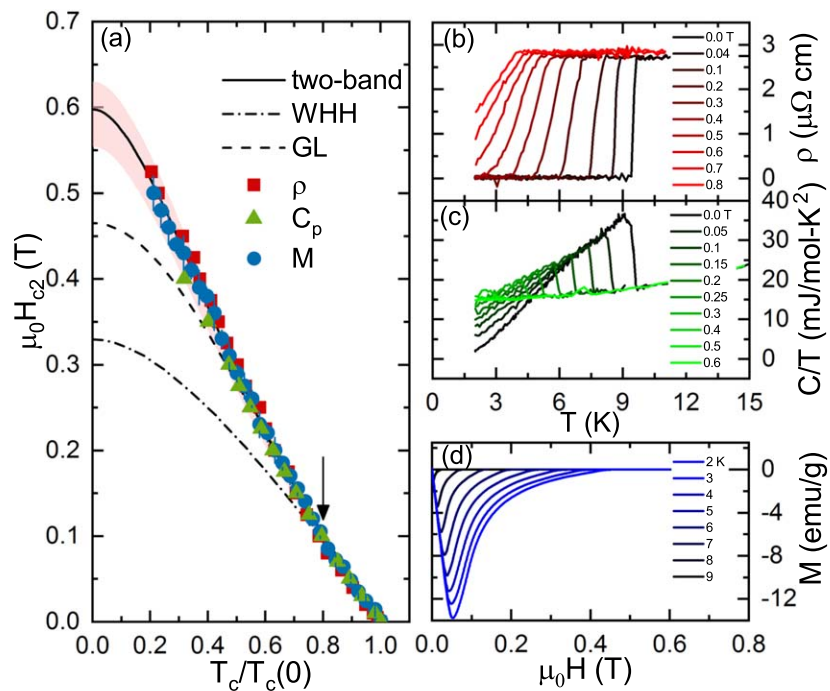 (a)
0.7
0.6
0.5
0.4
0.3
0.2
0.1
0.0
μ₀H_c2 (T)
two-band
WHH
GL
ρ
C_p
M
0.0 0.2 0.4 0.6 0.8 1.0
T_c/T_c(0)
(b)
0.0 T
0.04
0.1
0.2
0.3
0.4
0.5
0.6
0.7
0.8
3
2
1
0
ρ (μΩ cm)
(c)
0.0 T
0.05
0.1
0.15
0.2
0.25
0.3
0.4
0.5
0.6
40
30
20
10
0
C/T (mJ/mol-K²)
0 3 6 9 12 15
T (K)
(d)
2 K
3
4
5
6
7
8
9
0
-4
-8
-12
M (emu/g)
0.0 0.2 0.4 0.6 0.8
μ₀H (T)